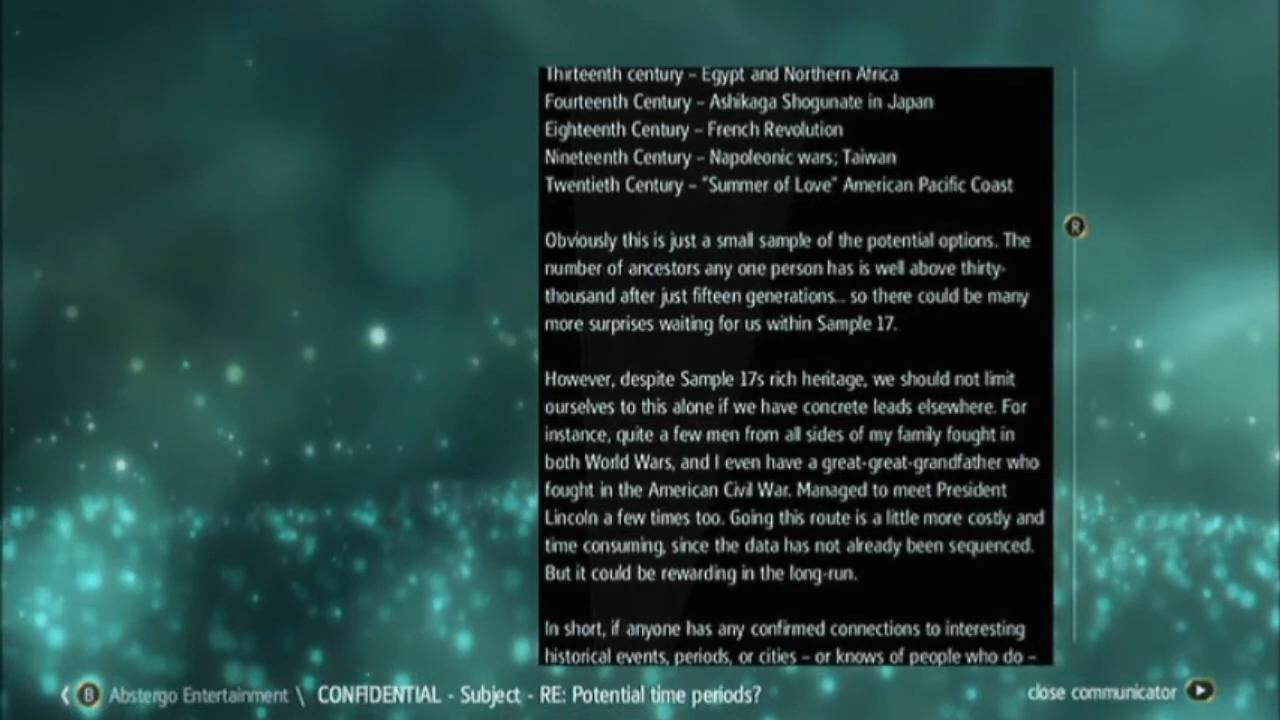 Thirteenth century – Egypt and Northern Africa
Fourteenth Century – Ashikaga Shogunate in Japan
Eighteenth Century – French Revolution
Nineteenth Century – Napoleonic wars; Taiwan
Twentieth Century – "Summer of Love" American Pacific Coast
Obviously this is just a small sample of the potential options. The
number of ancestors any one person has is well above thirty-
thousand after just fifteen generations... so there could be many
more surprises waiting for us within Sample 17.
However, despite Sample 17s rich heritage, we should not limit
ourselves to this alone if we have concrete leads elsewhere. For
instance, quite a few men from all sides of my family fought in
both World Wars, and I even have a great-great-grandfather who
fought in the American Civil War. Managed to meet President
Lincoln a few times too. Going this route is a little more costly and
time consuming, since the data has not already been sequenced.
But it could be rewarding in the long-run.
In short, if anyone has any confirmed connections to interesting
historical events, periods, or cities – or knows of people who do –
R
B Abstergo Entertainment \ CONFIDENTIAL - Subject - RE: Potential time periods?
close communicator